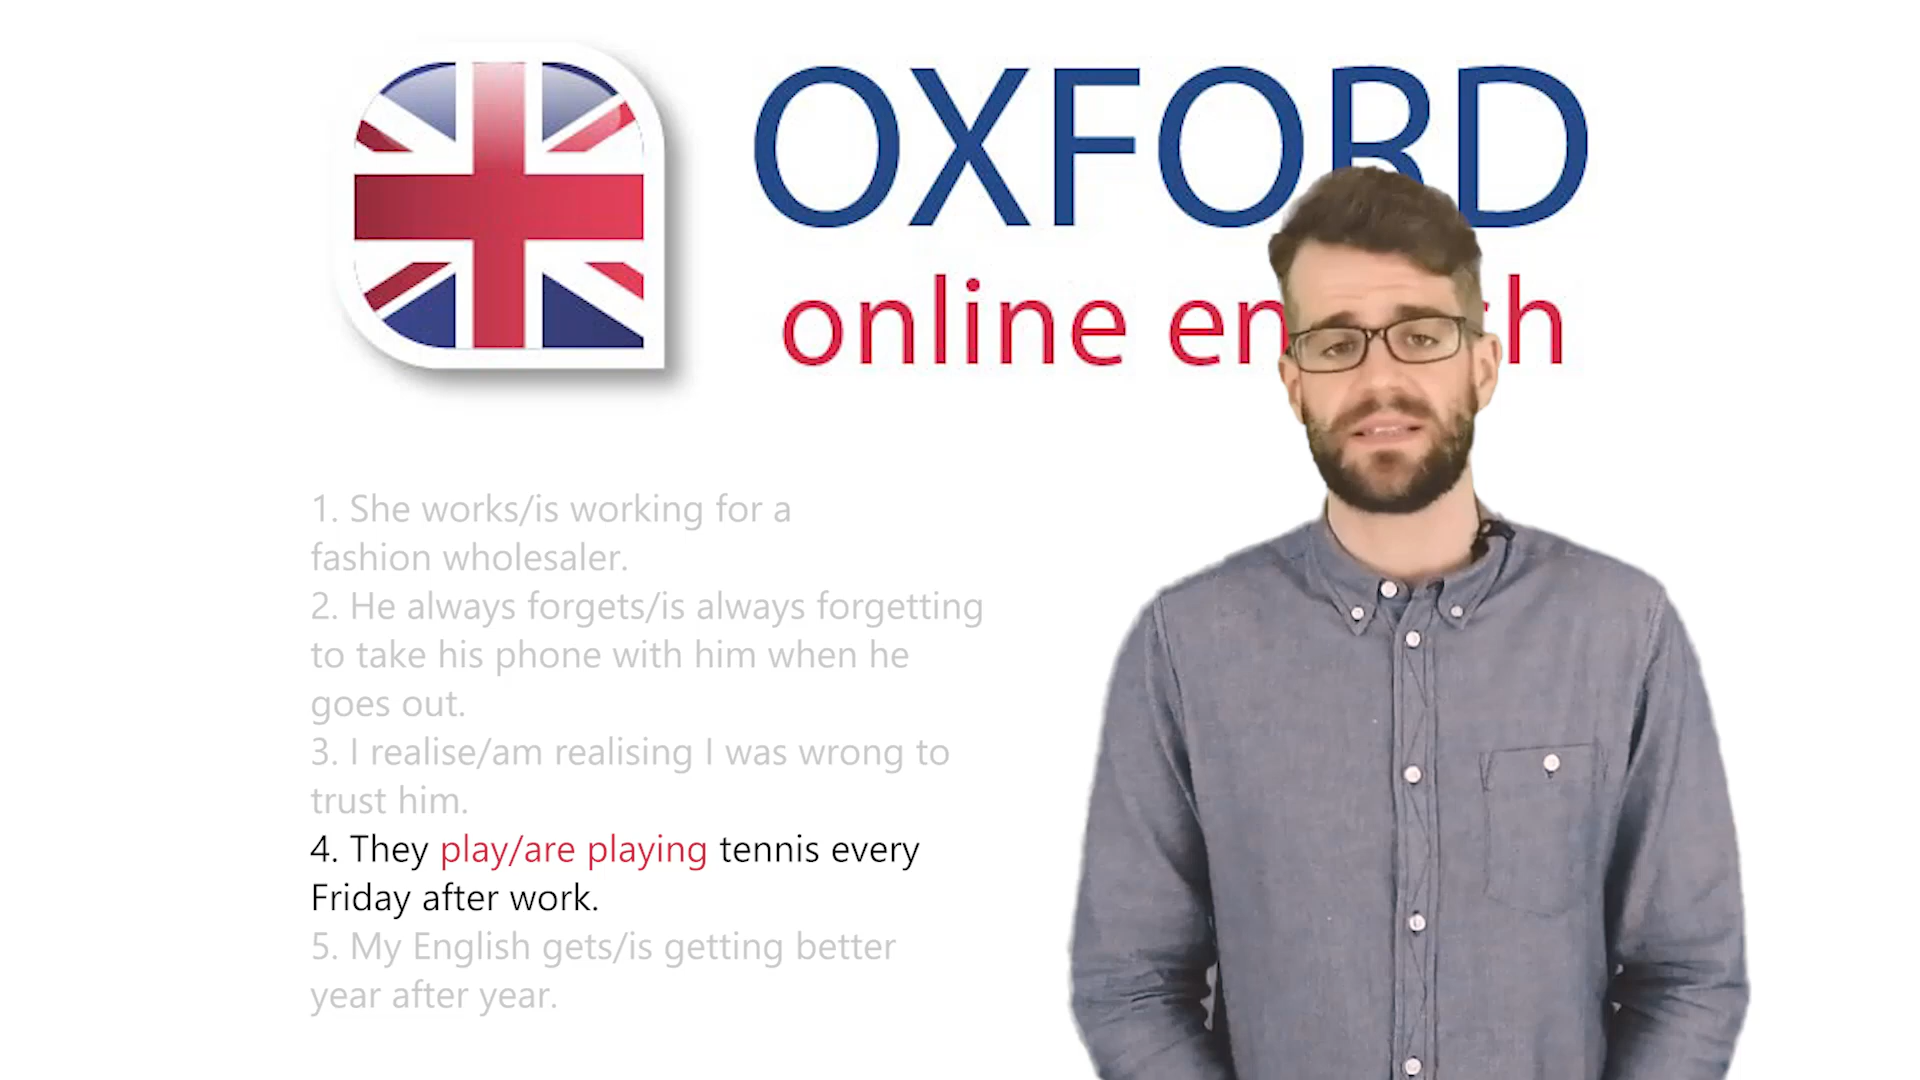 OXFORD
online
1. She works/is working for a
fashion wholesaler.
2. He always forgets/is always forgetting
to take his phone with him when he
goes out.
3. I realise/am realising I was wrong to
trust him.
4. They play/are playing tennis every
Friday after work.
5. My English gets/is getting better
year after year.